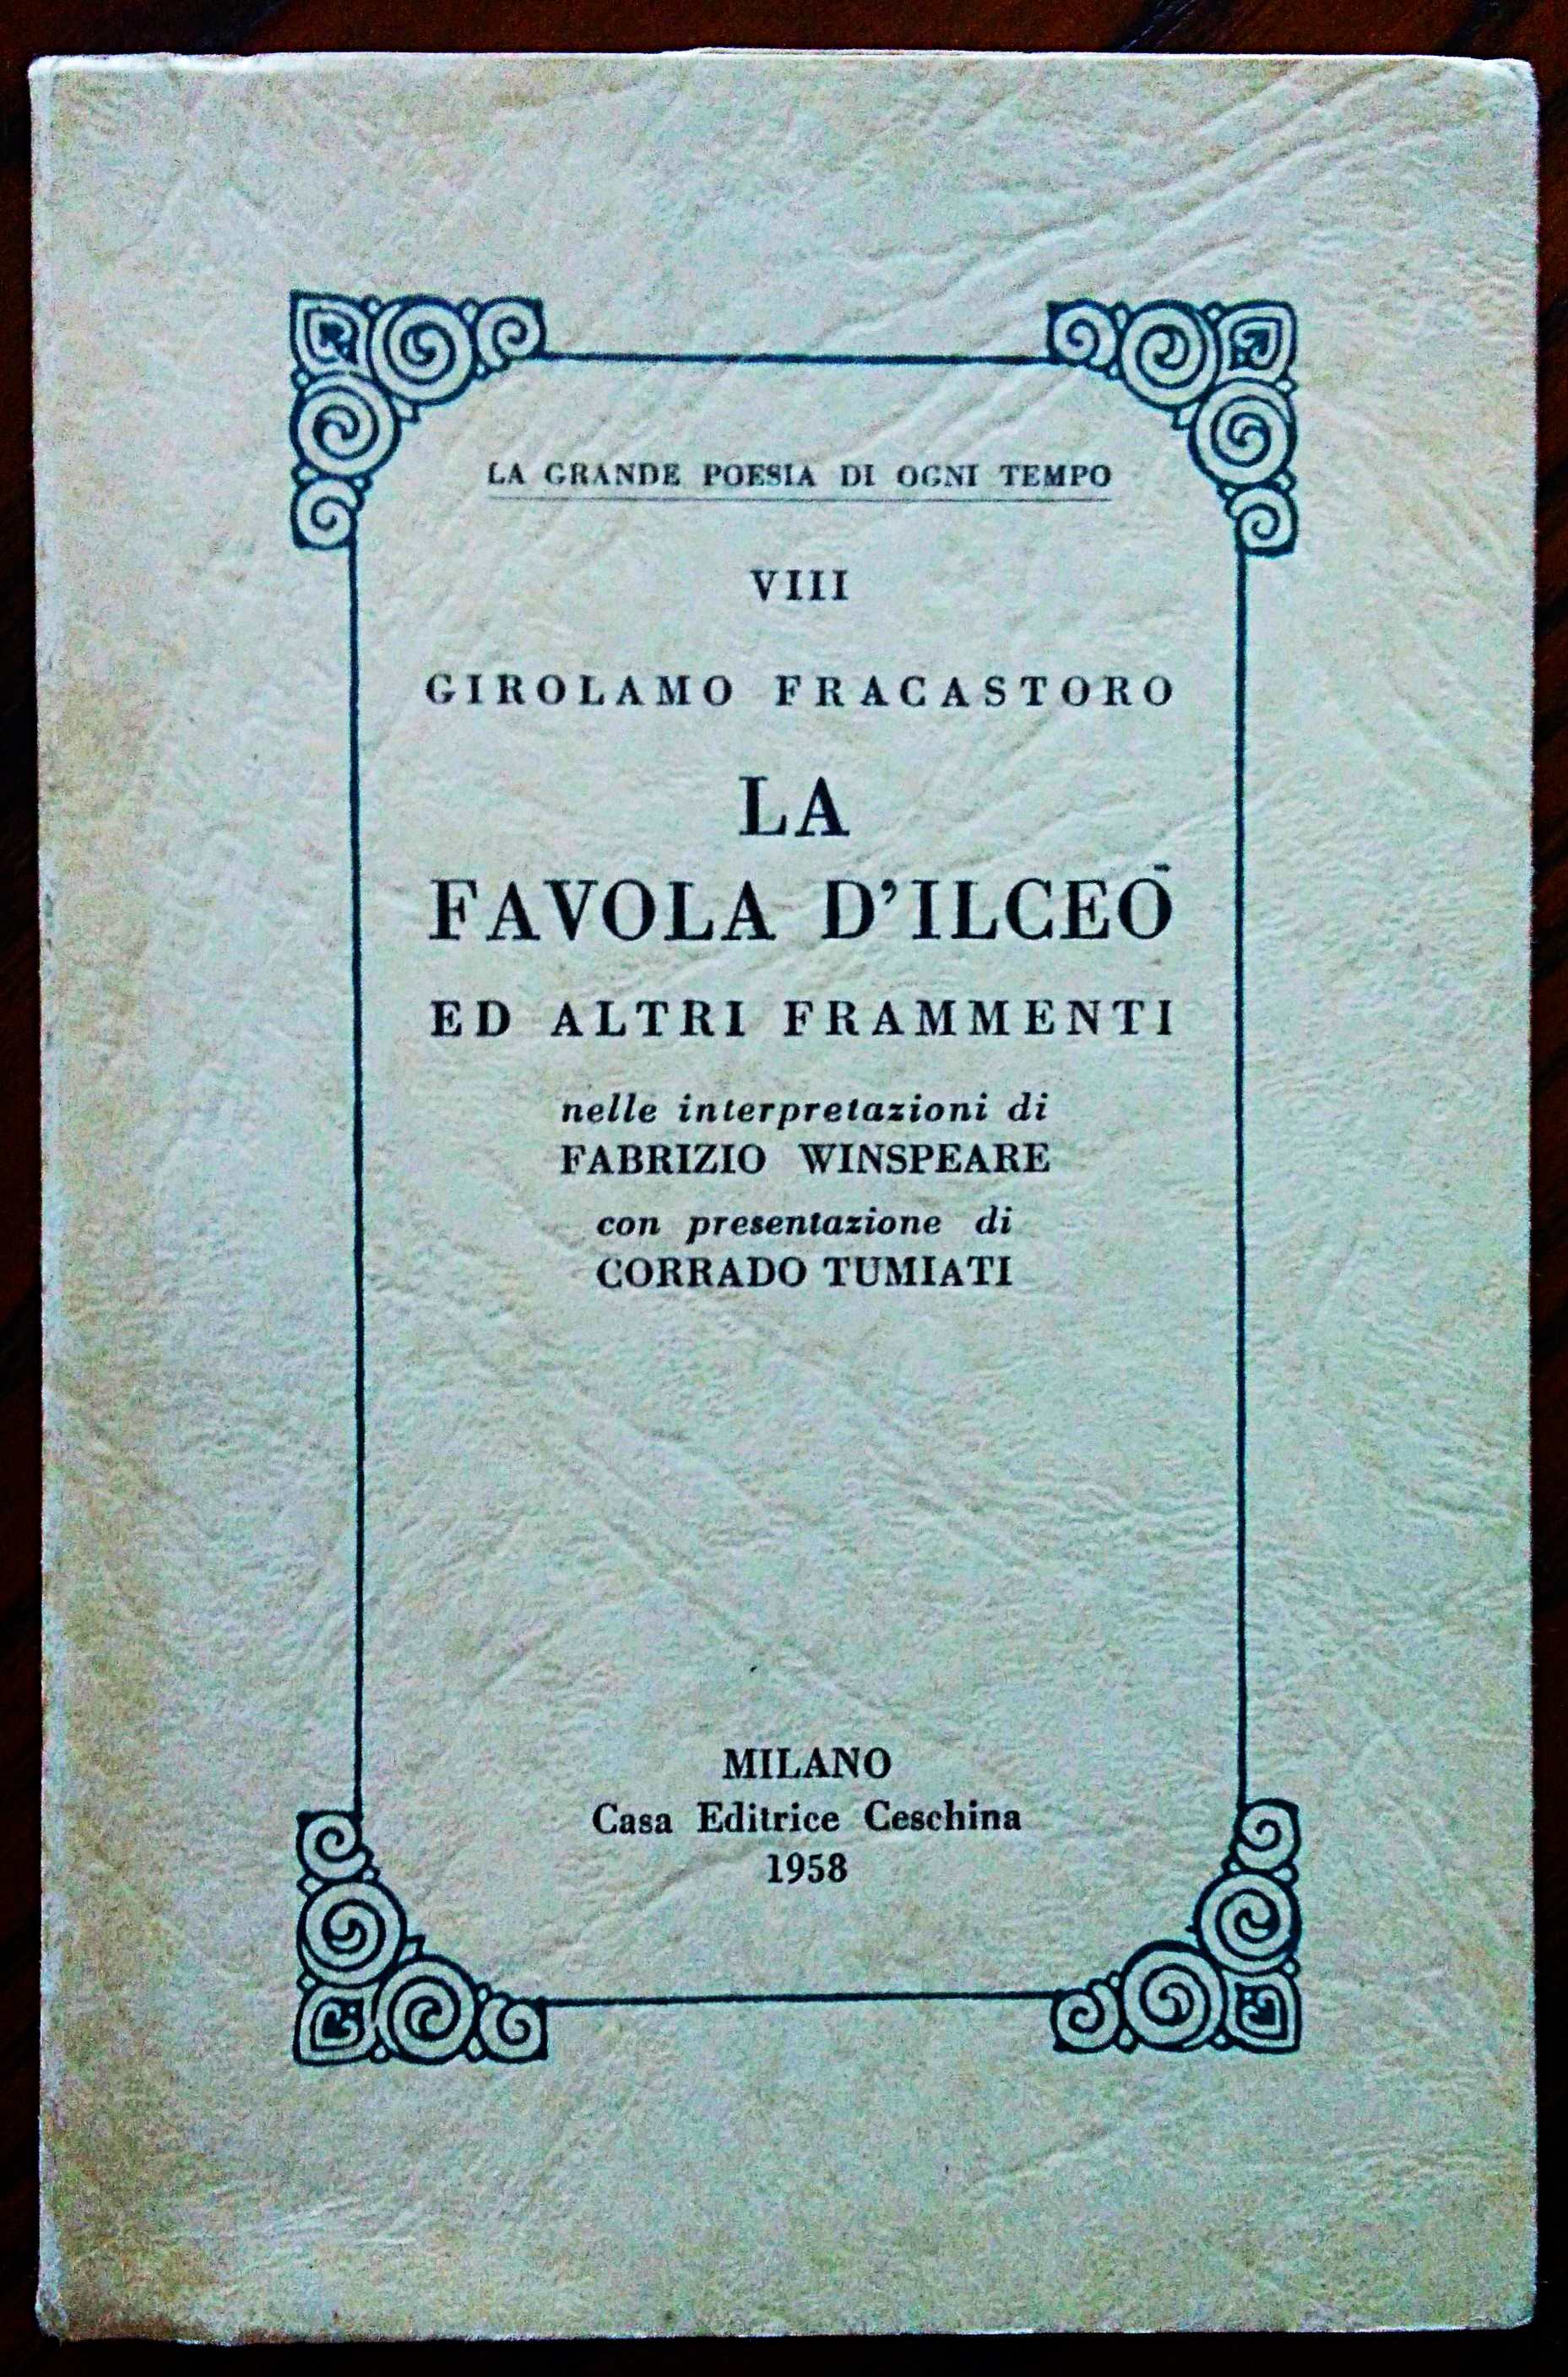 LA GRANDE POESIA DI OGNI TEMPO
VIII
GIROLAMO FRACASTORO
LA
FAVOLA D'ILCEO
ED ALTRI FRAMMENTI
nelle interpretazioni di
FABRIZIO WINSPEARE
con presentazione di
CORRADO TUMIATI
MILANO
Casa Editrice Ceschina
1958